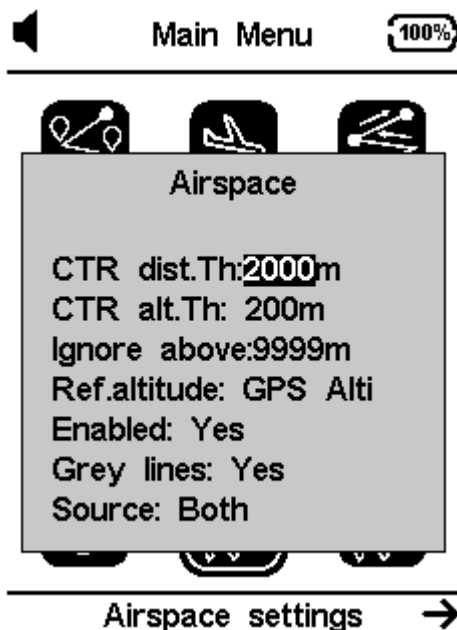 Main Menu
100%
Airspace
CTR dist.Th:2000m
CTR alt.Th: 200m
Ignore above:9999m
Ref.altitude: GPS Alti
Enabled: Yes
Grey lines: Yes
Source: Both
Airspace settings